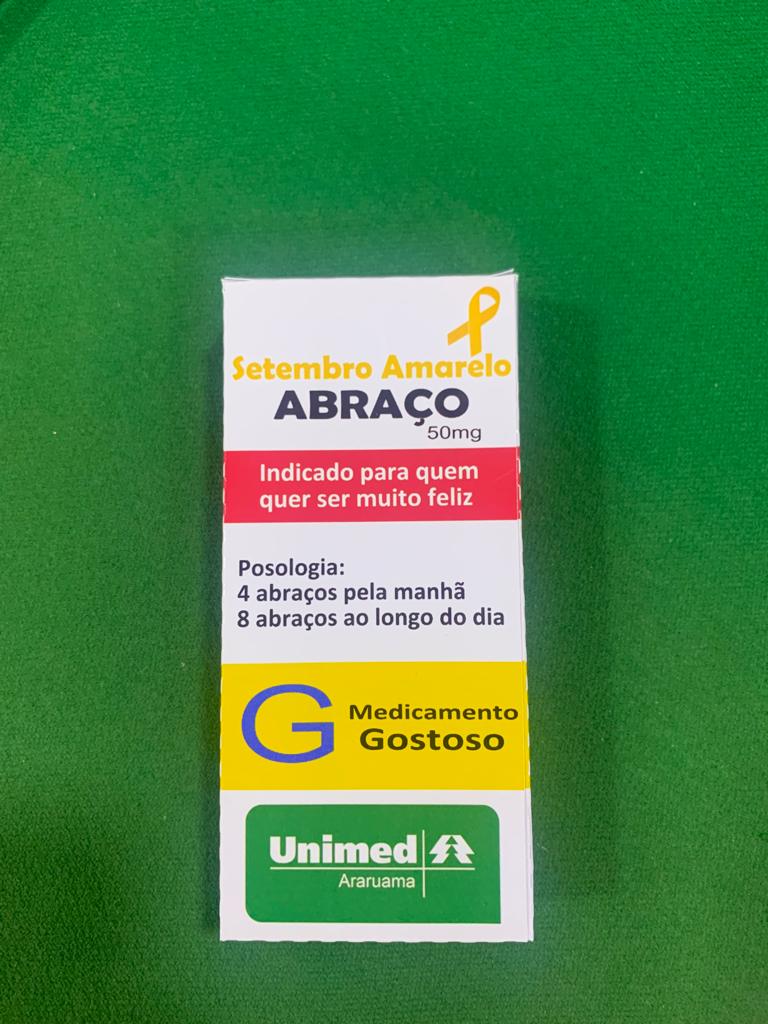 Setembro Amarelo
ABRAÇO
50mg
Indicado para quem
quer ser muito feliz
Posologia:
4 abraços pela manhã
8 abraços ao longo do dia
G Medicamento
Gostoso
Unimed
Araruama